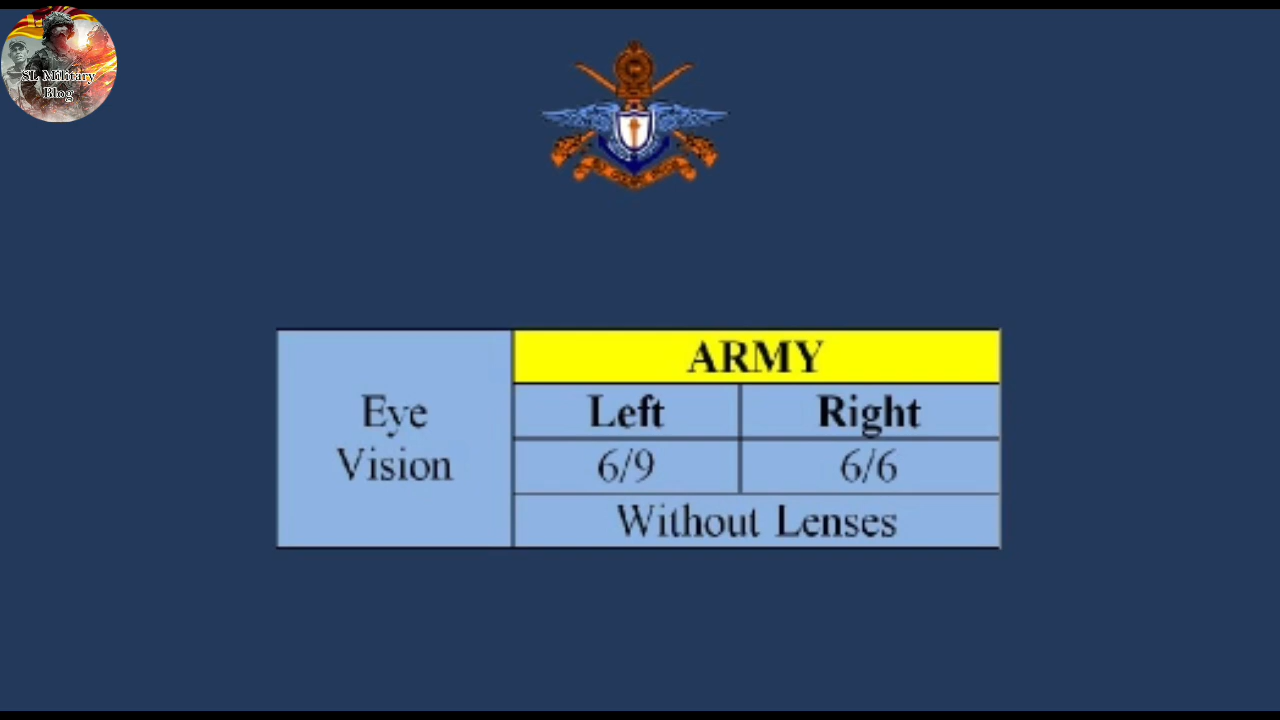 SL Military
Blog
ARMY
Eye
Vision
Left
Right
6/9
6/6
Without Lenses